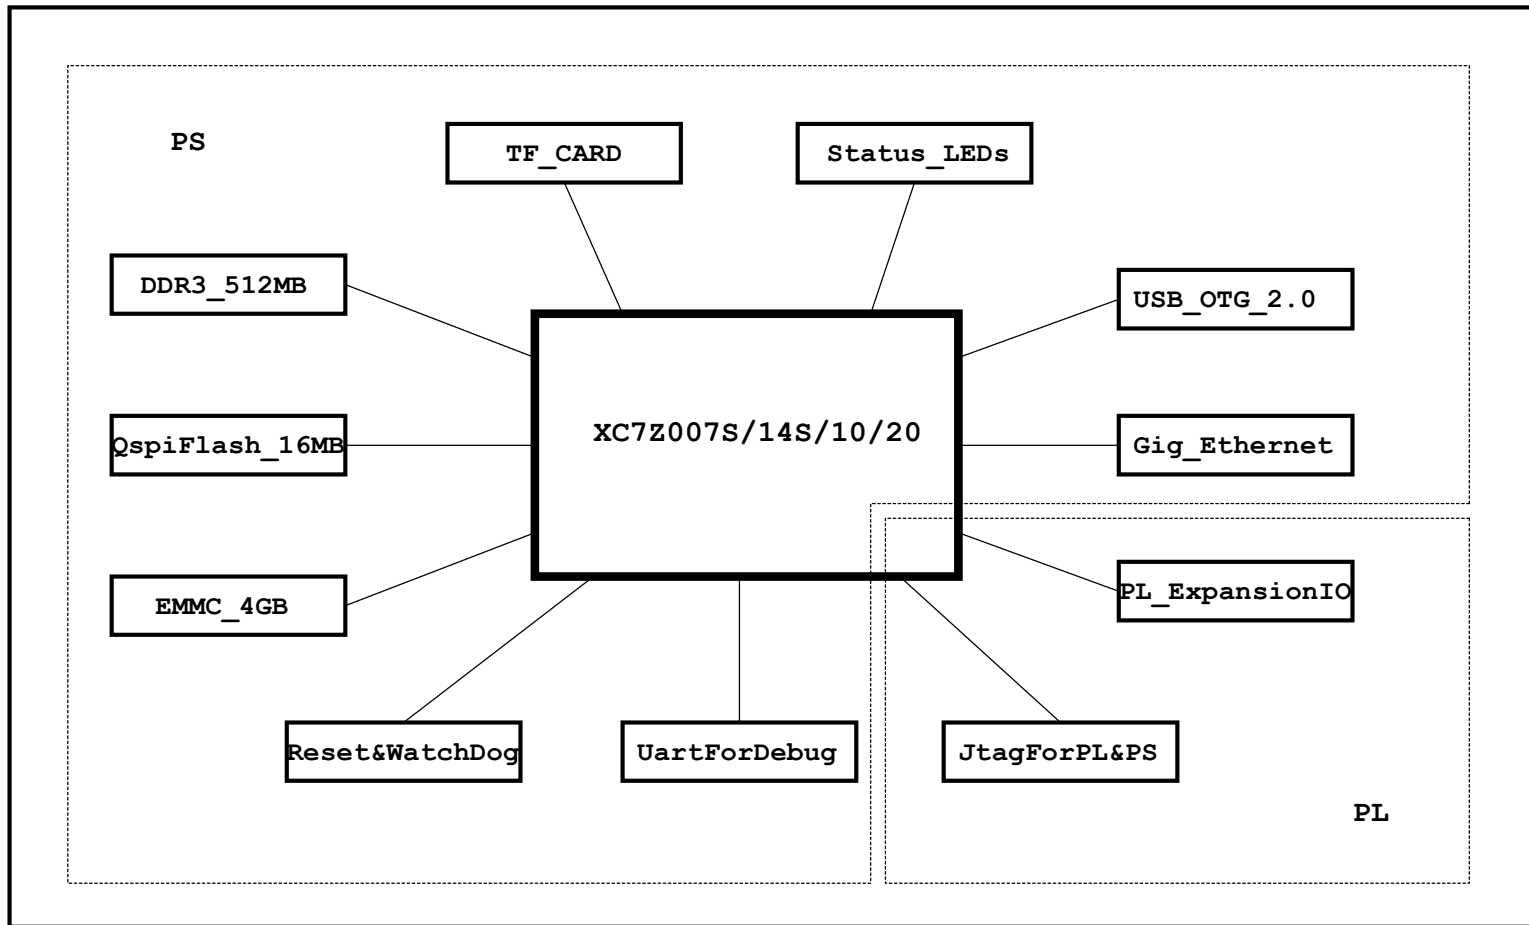 PS
TF_CARD
Status_LEDs
DDR3_512MB
USB_OTG_2.0
XC7Z007S/14S/10/20
QspiFlash_16MB
Gig_Ethernet
EMMC_4GB
PL_ExpansionIO
Reset&WatchDog
UartForDebug
JtagForPL&PS
PL